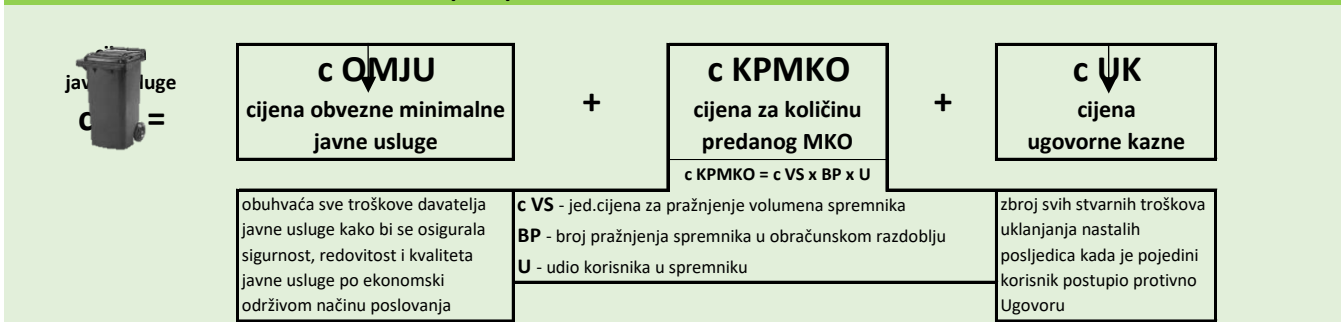 c OMJU
cijena obvezne minimalne
javne usluge
+
c KPMKO
cijena za količinu
predanog MKO
c KPMKO = c VS x BP x U
+
c UK
cijena
ugovorne kazne
=
obuhvaća sve troškove davatelja
javne usluge kako bi se osigurala
sigurnost, redovitost i kvaliteta
javne usluge po ekonomski
održivom načinu poslovanja
c VS - jed.cijena za pražnjenje volumena spremnika
BP - broj pražnjenja spremnika u obračunskom razdoblju
U - udio korisnika u spremniku
zbroj svih stvarnih troškova
uklanjanja nastalih
posljedica kada je pojedini
korisnik postupio protivno
Ugovoru